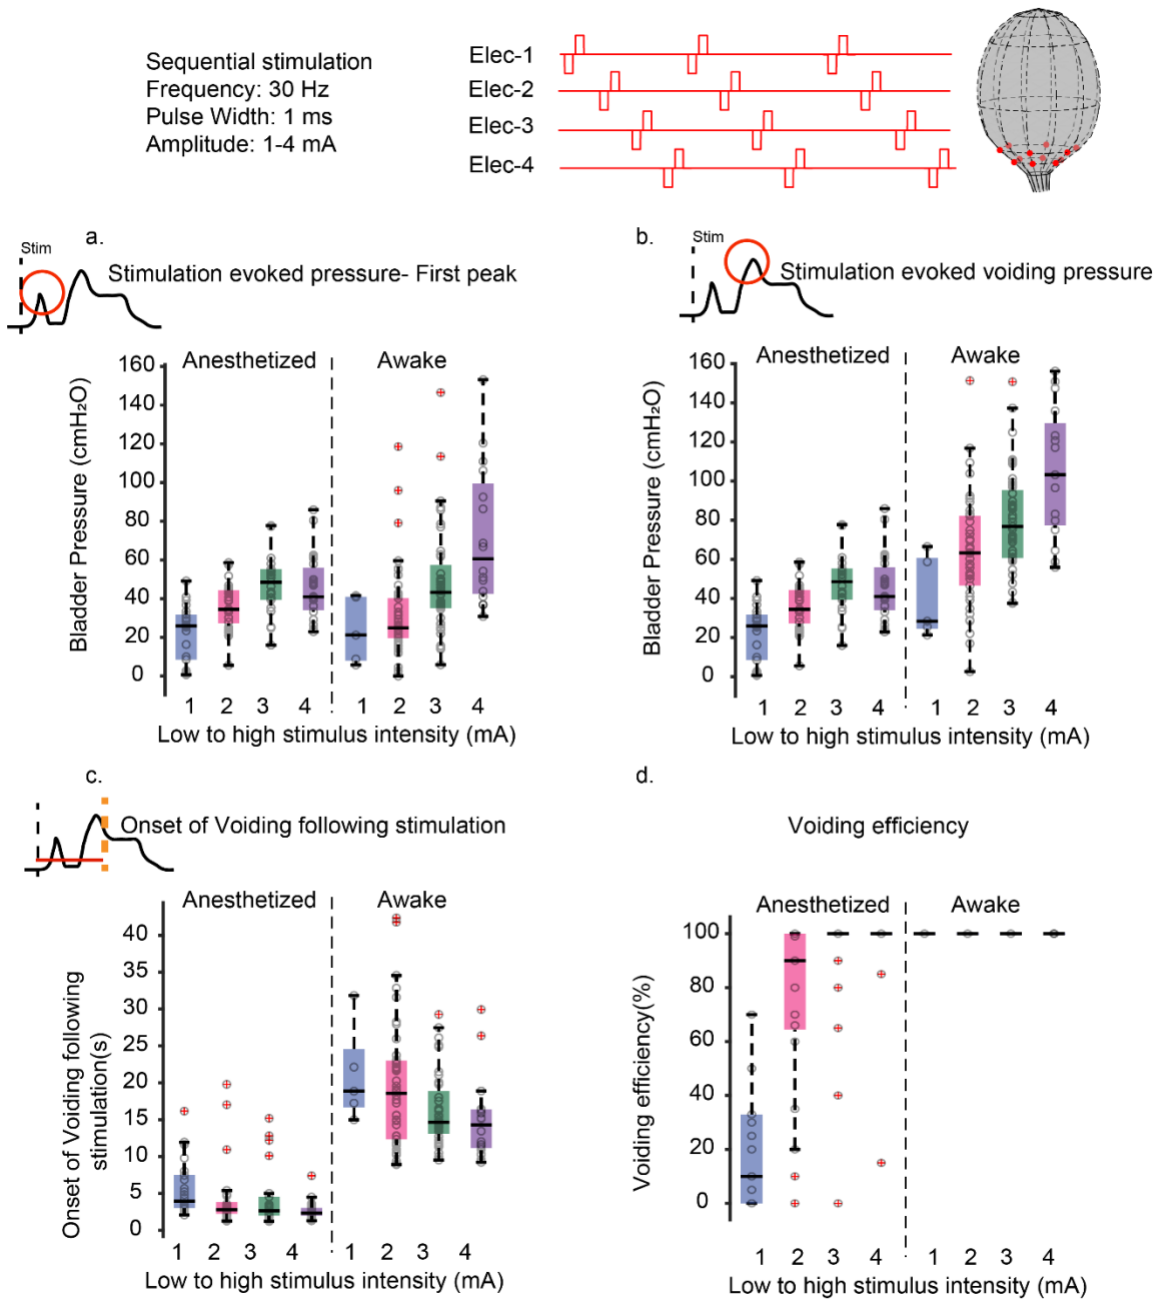 Sequential stimulation
Frequency: 30 Hz
Pulse Width: 1 ms
Amplitude: 1-4 mA
Elec-1
Elec-2
Elec-3
Elec-4
a.
Stim
Stimulation evoked pressure- First peak
Anesthetized
Awake
Bladder Pressure (cmH₂O)
160
140
120
100
80
60
40
20
0
1 2 3 4 1 2 3 4
Low to high stimulus intensity (mA)
b.
Stim
Stimulation evoked voiding pressure
Anesthetized
Awake
Bladder Pressure (cmH₂O)
160
140
120
100
80
60
40
20
0
1 2 3 4 1 2 3 4
Low to high stimulus intensity (mA)
c.
Onset of Voiding following stimulation
Anesthetized
Awake
Onset of Voiding following
stimulation(s)
40
35
30
25
20
15
10
5
0
1 2 3 4 1 2 3 4
Low to high stimulus intensity (mA)
d.
Voiding efficiency
Anesthetized
Awake
Voiding efficiency(%)
100
80
60
40
20
0
1 2 3 4 1 2 3 4
Low to high stimulus intensity (mA)